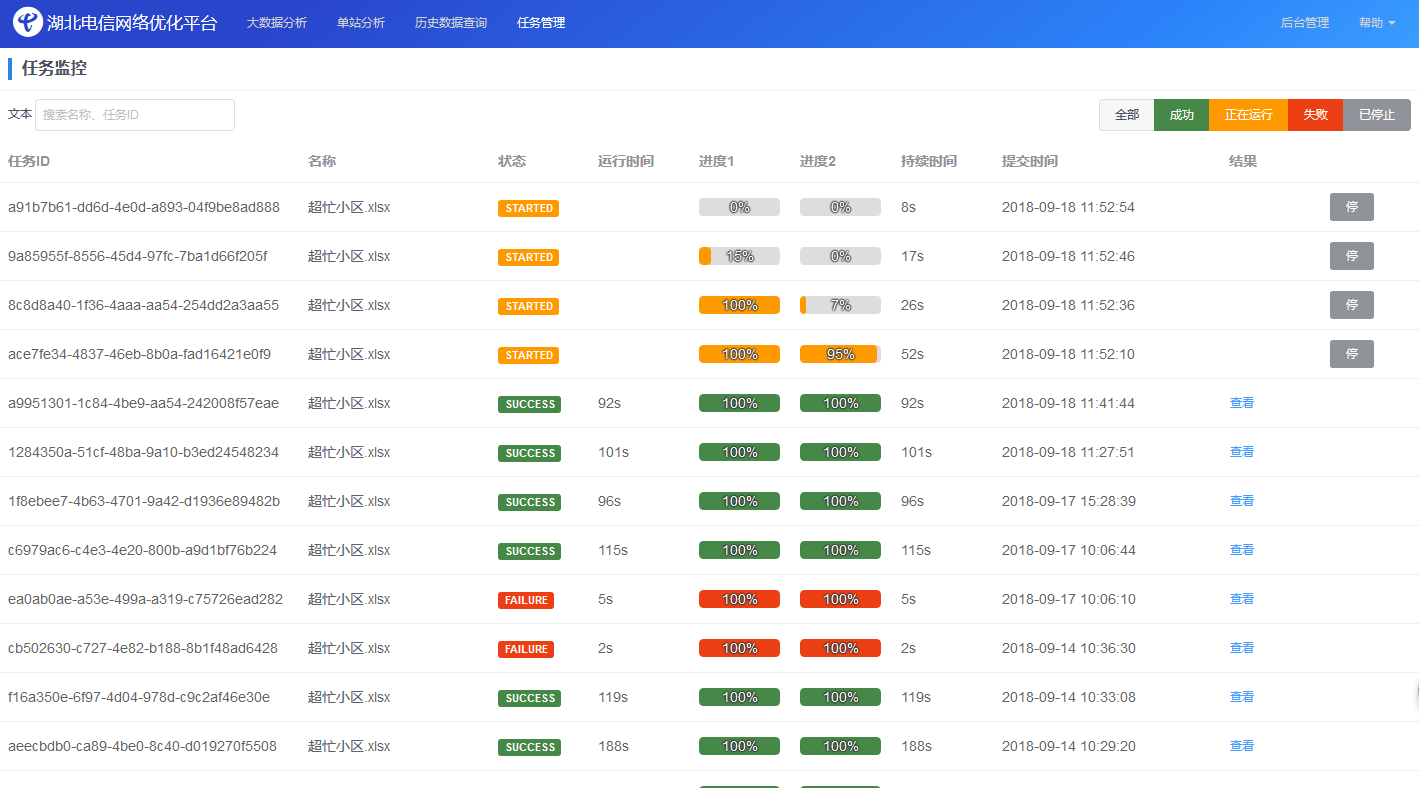 湖北电信网络优化平台 大数据分析 单站分析 历史数据查询 任务管理 后台管理 帮助
任务监控
文本 搜索名称、任务ID 全部 成功 正在运行 失败 已停止
任务ID 名称 状态 运行时间 进度1 进度2 持续时间 提交时间 结果
a91b7b61-dd6d-4e0d-a893-04f9be8ad888 超忙小区.xlsx STARTED 0% 0% 8s 2018-09-18 11:52:54 停
9a85955f-8556-45d4-97fc-7ba1d66f205f 超忙小区.xlsx STARTED 15% 0% 17s 2018-09-18 11:52:46 停
8c8d8a40-1f36-4aaa-aa54-254dd2a3aa55 超忙小区.xlsx STARTED 100% 7% 26s 2018-09-18 11:52:36 停
ace7fe34-4837-46eb-8b0a-fad16421e0f9 超忙小区.xlsx STARTED 100% 95% 52s 2018-09-18 11:52:10 停
a9951301-1c84-4be9-aa54-242008f57eae 超忙小区.xlsx SUCCESS 92s 100% 100% 92s 2018-09-18 11:41:44 查看
1284350a-51cf-48ba-9a10-b3ed24548234 超忙小区.xlsx SUCCESS 101s 100% 100% 101s 2018-09-18 11:27:51 查看
1f8ebee7-4b63-4701-9a42-d1936e89482b 超忙小区.xlsx SUCCESS 96s 100% 100% 96s 2018-09-17 15:28:39 查看
c6979ac6-c4e3-4e20-800b-a9d1bf76b224 超忙小区.xlsx SUCCESS 115s 100% 100% 115s 2018-09-17 10:06:44 查看
ea0ab0ae-a53e-499a-a319-c75726ead282 超忙小区.xlsx FAILURE 5s 100% 100% 5s 2018-09-17 10:06:10 查看
cb502630-c727-4e82-b188-8b1f48ad6428 超忙小区.xlsx FAILURE 2s 100% 100% 2s 2018-09-14 10:36:30 查看
f16a350e-6f97-4d04-978d-c9c2af46e30e 超忙小区.xlsx SUCCESS 119s 100% 100% 119s 2018-09-14 10:33:08 查看
aeecbdb0-ca89-4be0-8c40-d019270f5508 超忙小区.xlsx SUCCESS 188s 100% 100% 188s 2018-09-14 10:29:20 查看